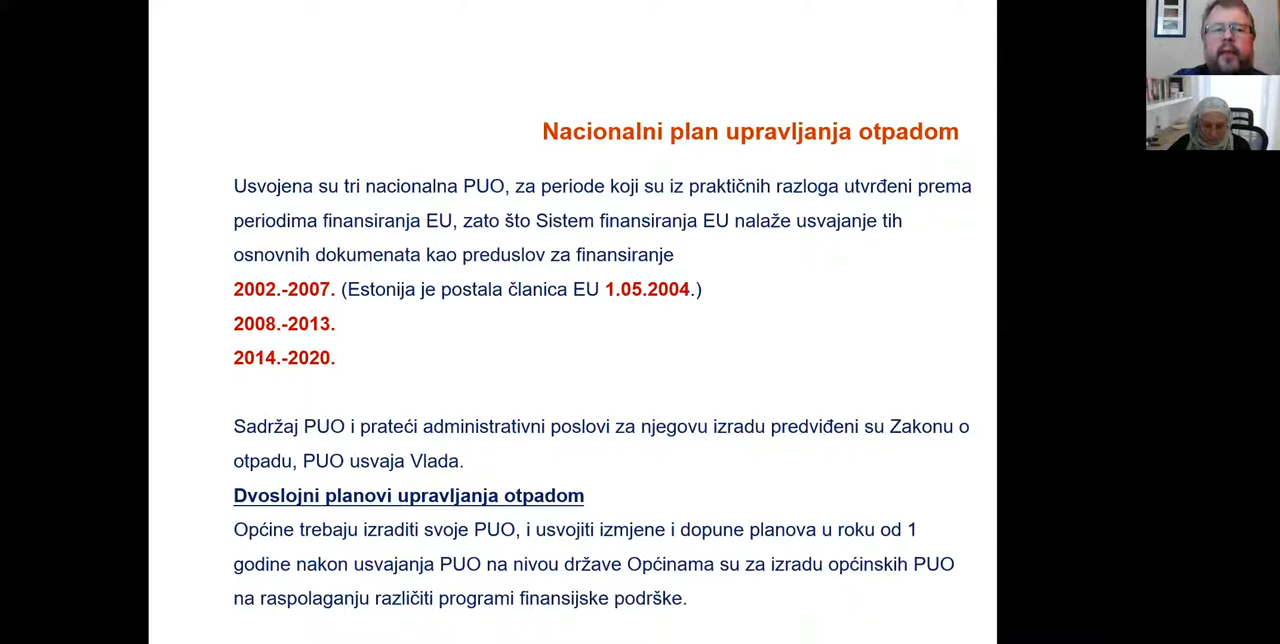 Nacionalni plan upravljanja otpadom
Usvojena su tri nacionalna PUO, za periode koji su iz praktičnih razloga utvrđeni prema
periodima finansiranja EU, zato što Sistem finansiranja EU nalaže usvajanje tih
osnovnih dokumenata kao preduslov za finansiranje
2002.-2007. (Estonija je postala članica EU 1.05.2004.)
2008.-2013.
2014.-2020.
Sadržaj PUO i prateći administrativni poslovi za njegovu izradu predviđeni su Zakonu o
otpadu, PUO usvaja Vlada.
Dvoslojni planovi upravljanja otpadom
Općine trebaju izraditi svoje PUO, i usvojiti izmjene i dopune planova u roku od 1
godine nakon usvajanja PUO na nivou države Općinama su za izradu općinskih PUO
na raspolaganju različiti programi finansijske podrške.